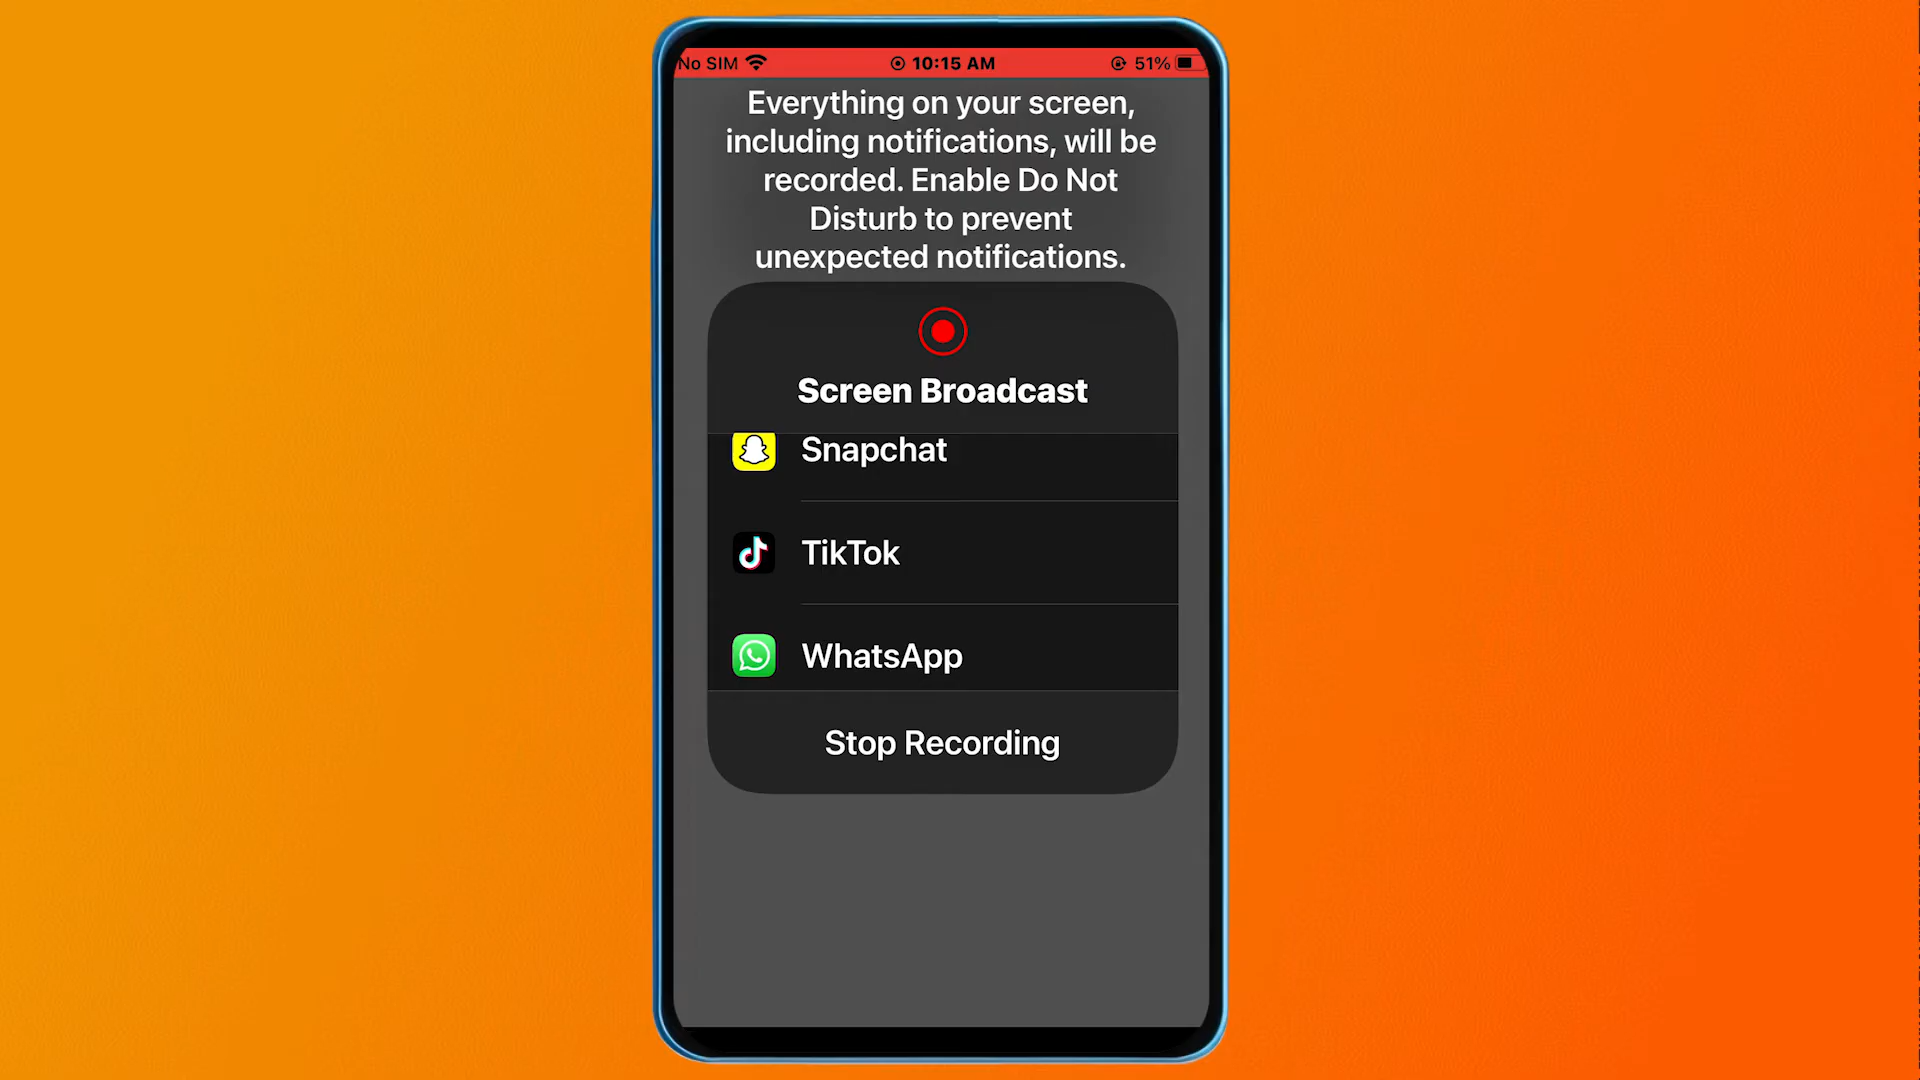 No SIM 10:15 AM 51%
Everything on your screen,
including notifications, will be
recorded. Enable Do Not
Disturb to prevent
unexpected notifications.
Screen Broadcast
Snapchat
TikTok
WhatsApp
Stop Recording